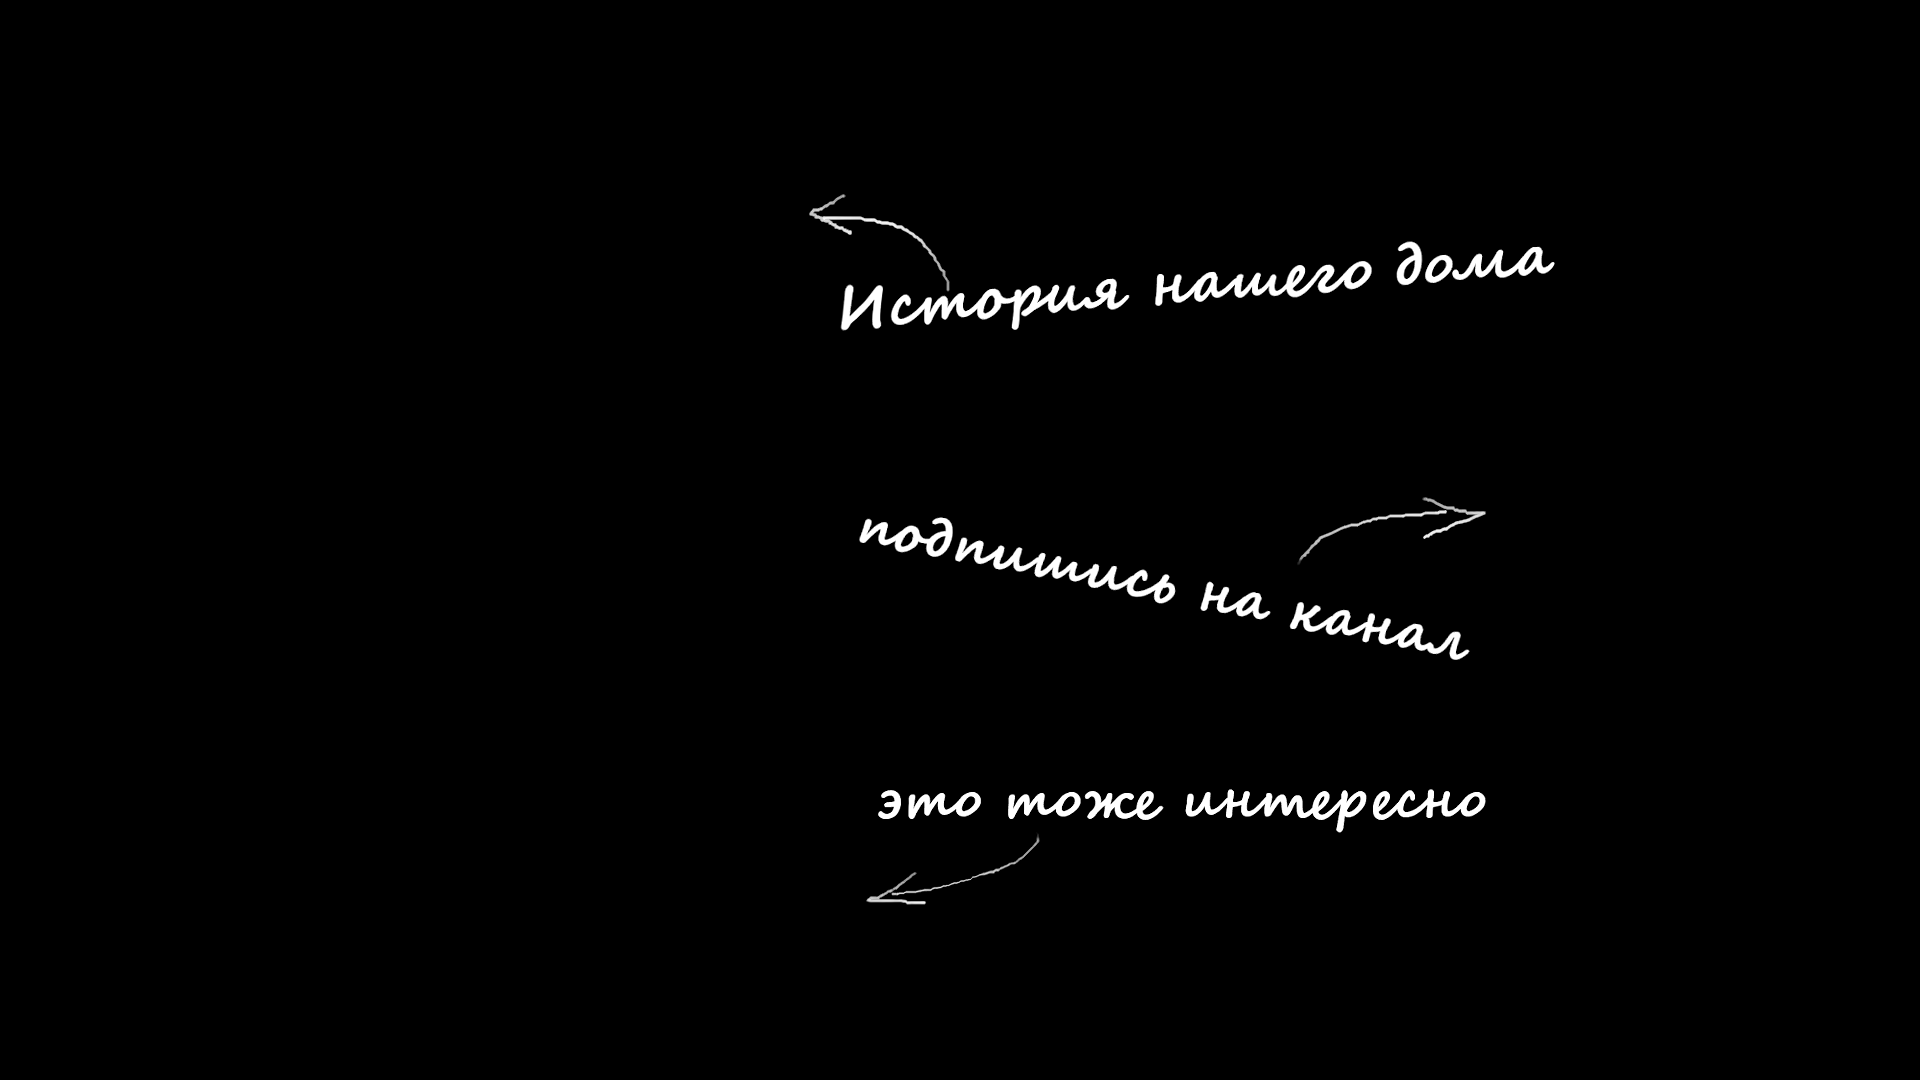 История нашего дома
подпишись на канал
это тоже интересно